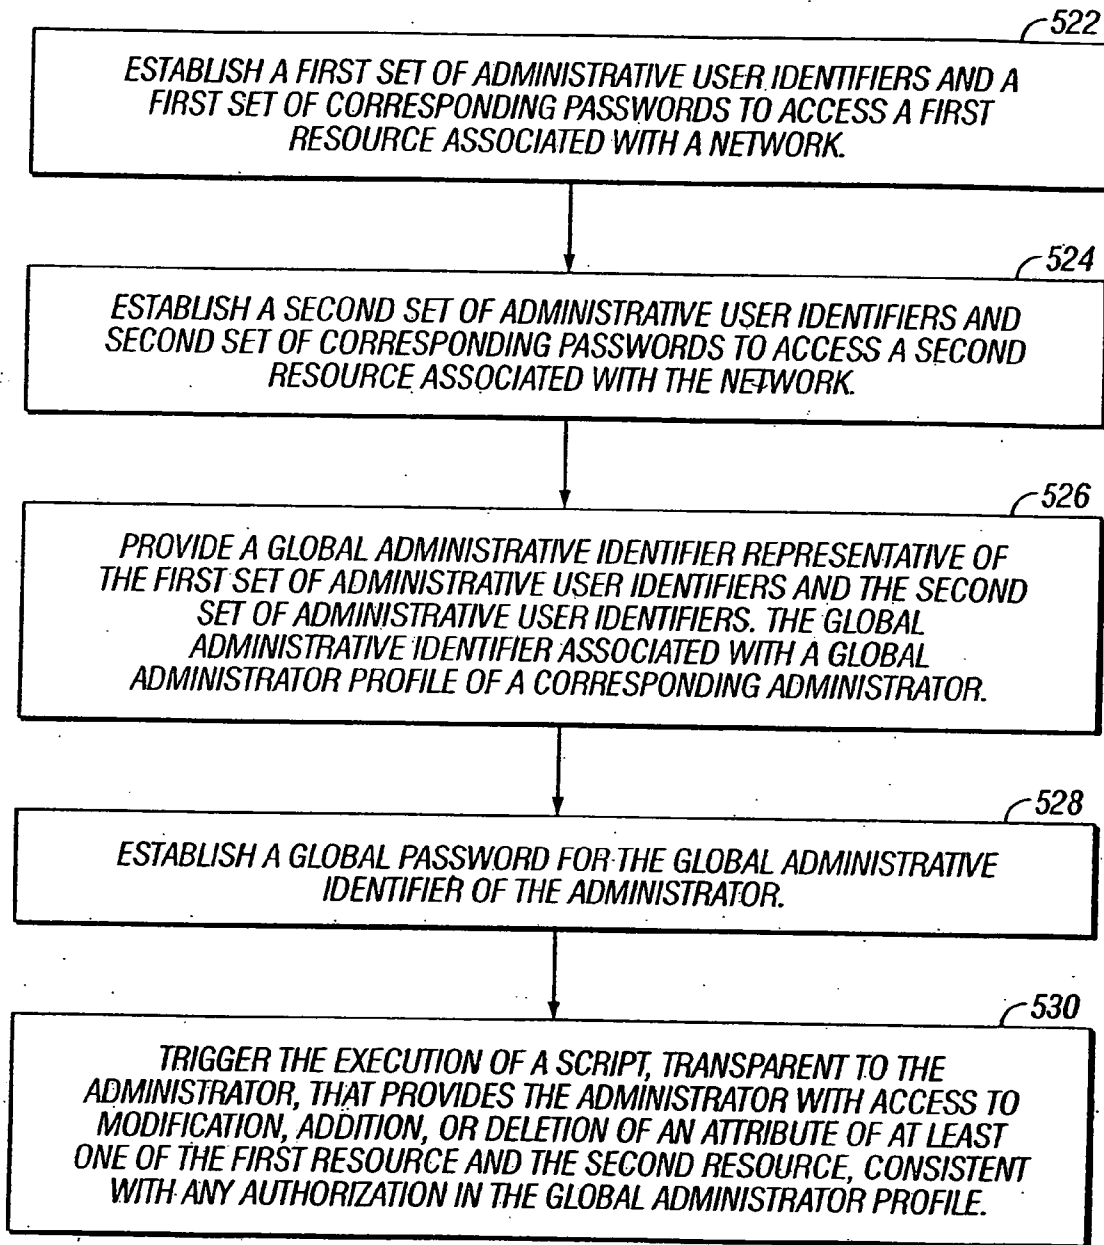 522
ESTABLISH A FIRST SET OF ADMINISTRATIVE USER IDENTIFIERS AND A
FIRST SET OF CORRESPONDING PASSWORDS TO ACCESS A FIRST
RESOURCE ASSOCIATED WITH A NETWORK.
524
ESTABLISH A SECOND SET OF ADMINISTRATIVE USER IDENTIFIERS AND
SECOND SET OF CORRESPONDING PASSWORDS TO ACCESS A SECOND
RESOURCE ASSOCIATED WITH THE NETWORK.
526
PROVIDE A GLOBAL ADMINISTRATIVE IDENTIFIER REPRESENTATIVE OF
THE FIRST SET OF ADMINISTRATIVE USER IDENTIFIERS AND THE SECOND
SET OF ADMINISTRATIVE USER IDENTIFIERS. THE GLOBAL
ADMINISTRATIVE IDENTIFIER ASSOCIATED WITH A GLOBAL
ADMINISTRATOR PROFILE OF A CORRESPONDING ADMINISTRATOR.
528
ESTABLISH A GLOBAL PASSWORD FOR THE GLOBAL ADMINISTRATIVE
IDENTIFIER OF THE ADMINISTRATOR.
530
TRIGGER THE EXECUTION OF A SCRIPT, TRANSPARENT TO THE
ADMINISTRATOR, THAT PROVIDES THE ADMINISTRATOR WITH ACCESS TO
MODIFICATION, ADDITION, OR DELETION OF AN ATTRIBUTE OF AT LEAST
ONE OF THE FIRST RESOURCE AND THE SECOND RESOURCE, CONSISTENT
WITH ANY AUTHORIZATION IN THE GLOBAL ADMINISTRATOR PROFILE.